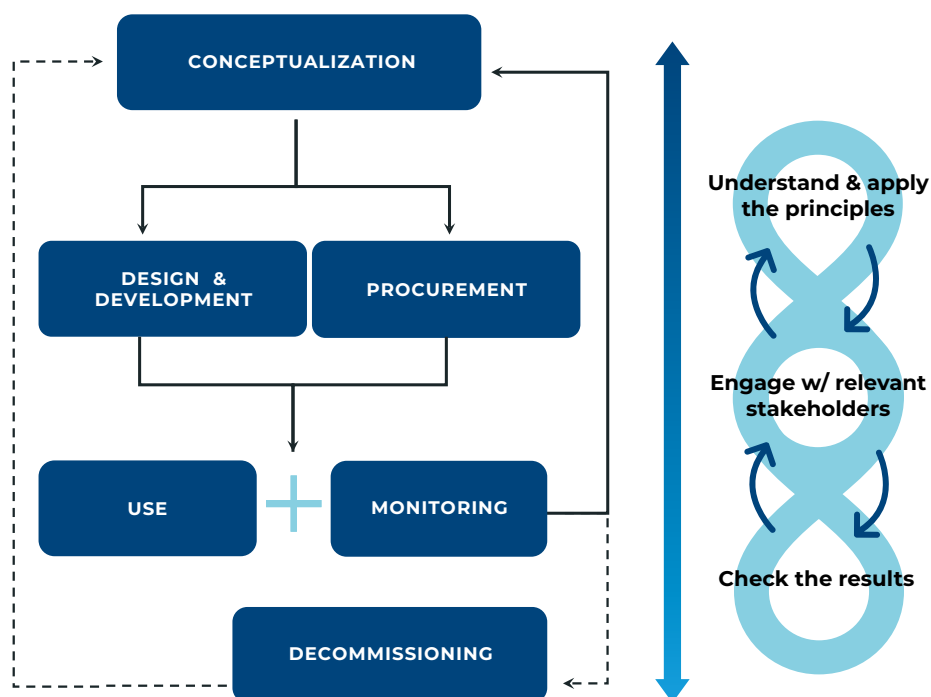 CONCEPTUALIZATION
DESIGN &
DEVELOPMENT
PROCUREMENT
USE
MONITORING
DECOMMISSIONING
Understand & apply
the principles
Engage w/ relevant
stakeholders
Check the results